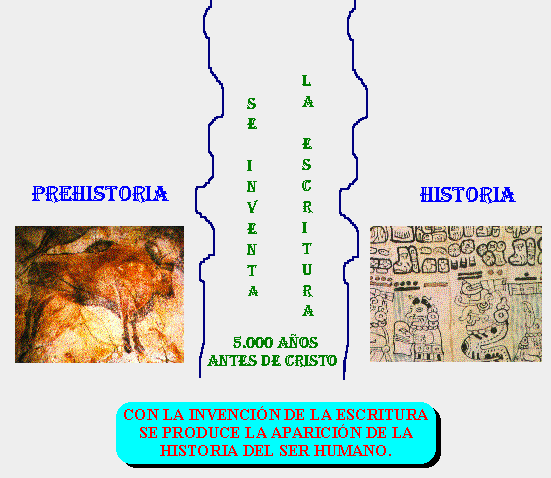 PREHISTORIA
SE INVENTA
LA ESCRITURA
HISTORIA
5.000 AÑOS
ANTES DE CRISTO
CON LA INVENCIÓN DE LA ESCRITURA
SE PRODUCE LA APARICIÓN DE LA
HISTORIA DEL SER HUMANO.